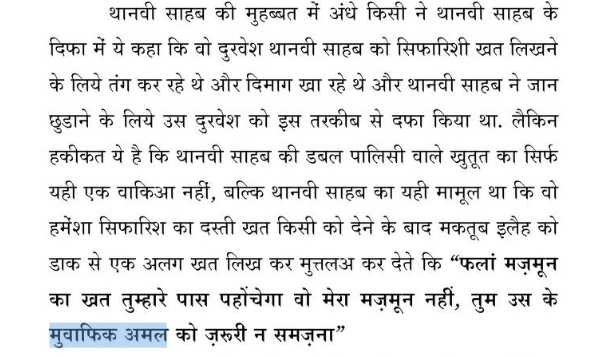 थानवी साहब की मुहब्बत में अंधे किसी ने थानवी साहब के
दिफा में ये कहा कि वो दुरवेश थानवी साहब को सिफारिशी खत लिखने
के लिये तंग कर रहे थे और दिमाग खा रहे थे और थानवी साहब ने जान
छुडाने के लिये उस दुरवेश को इस तरकीब से दफा किया था. लैकिन
हकीकत ये है कि थानवी साहब की डबल पालिसी वाले खुतूत का सिर्फ
यही एक वाकिआ नहीं, बल्कि थानवी साहब का यही मामूल था कि वो
हमेंशा सिफारिश का दस्ती खत किसी को देने के बाद मकतूब इलैह को
डाक से एक अलग खत लिख कर मुत्तलअ कर देते कि “फलां मज़मून
का खत तुम्हारे पास पहोंचेगा वो मेरा मज़मून नहीं, तुम उस के
मुवाफिक अमल को ज़रूरी न समज़ना”